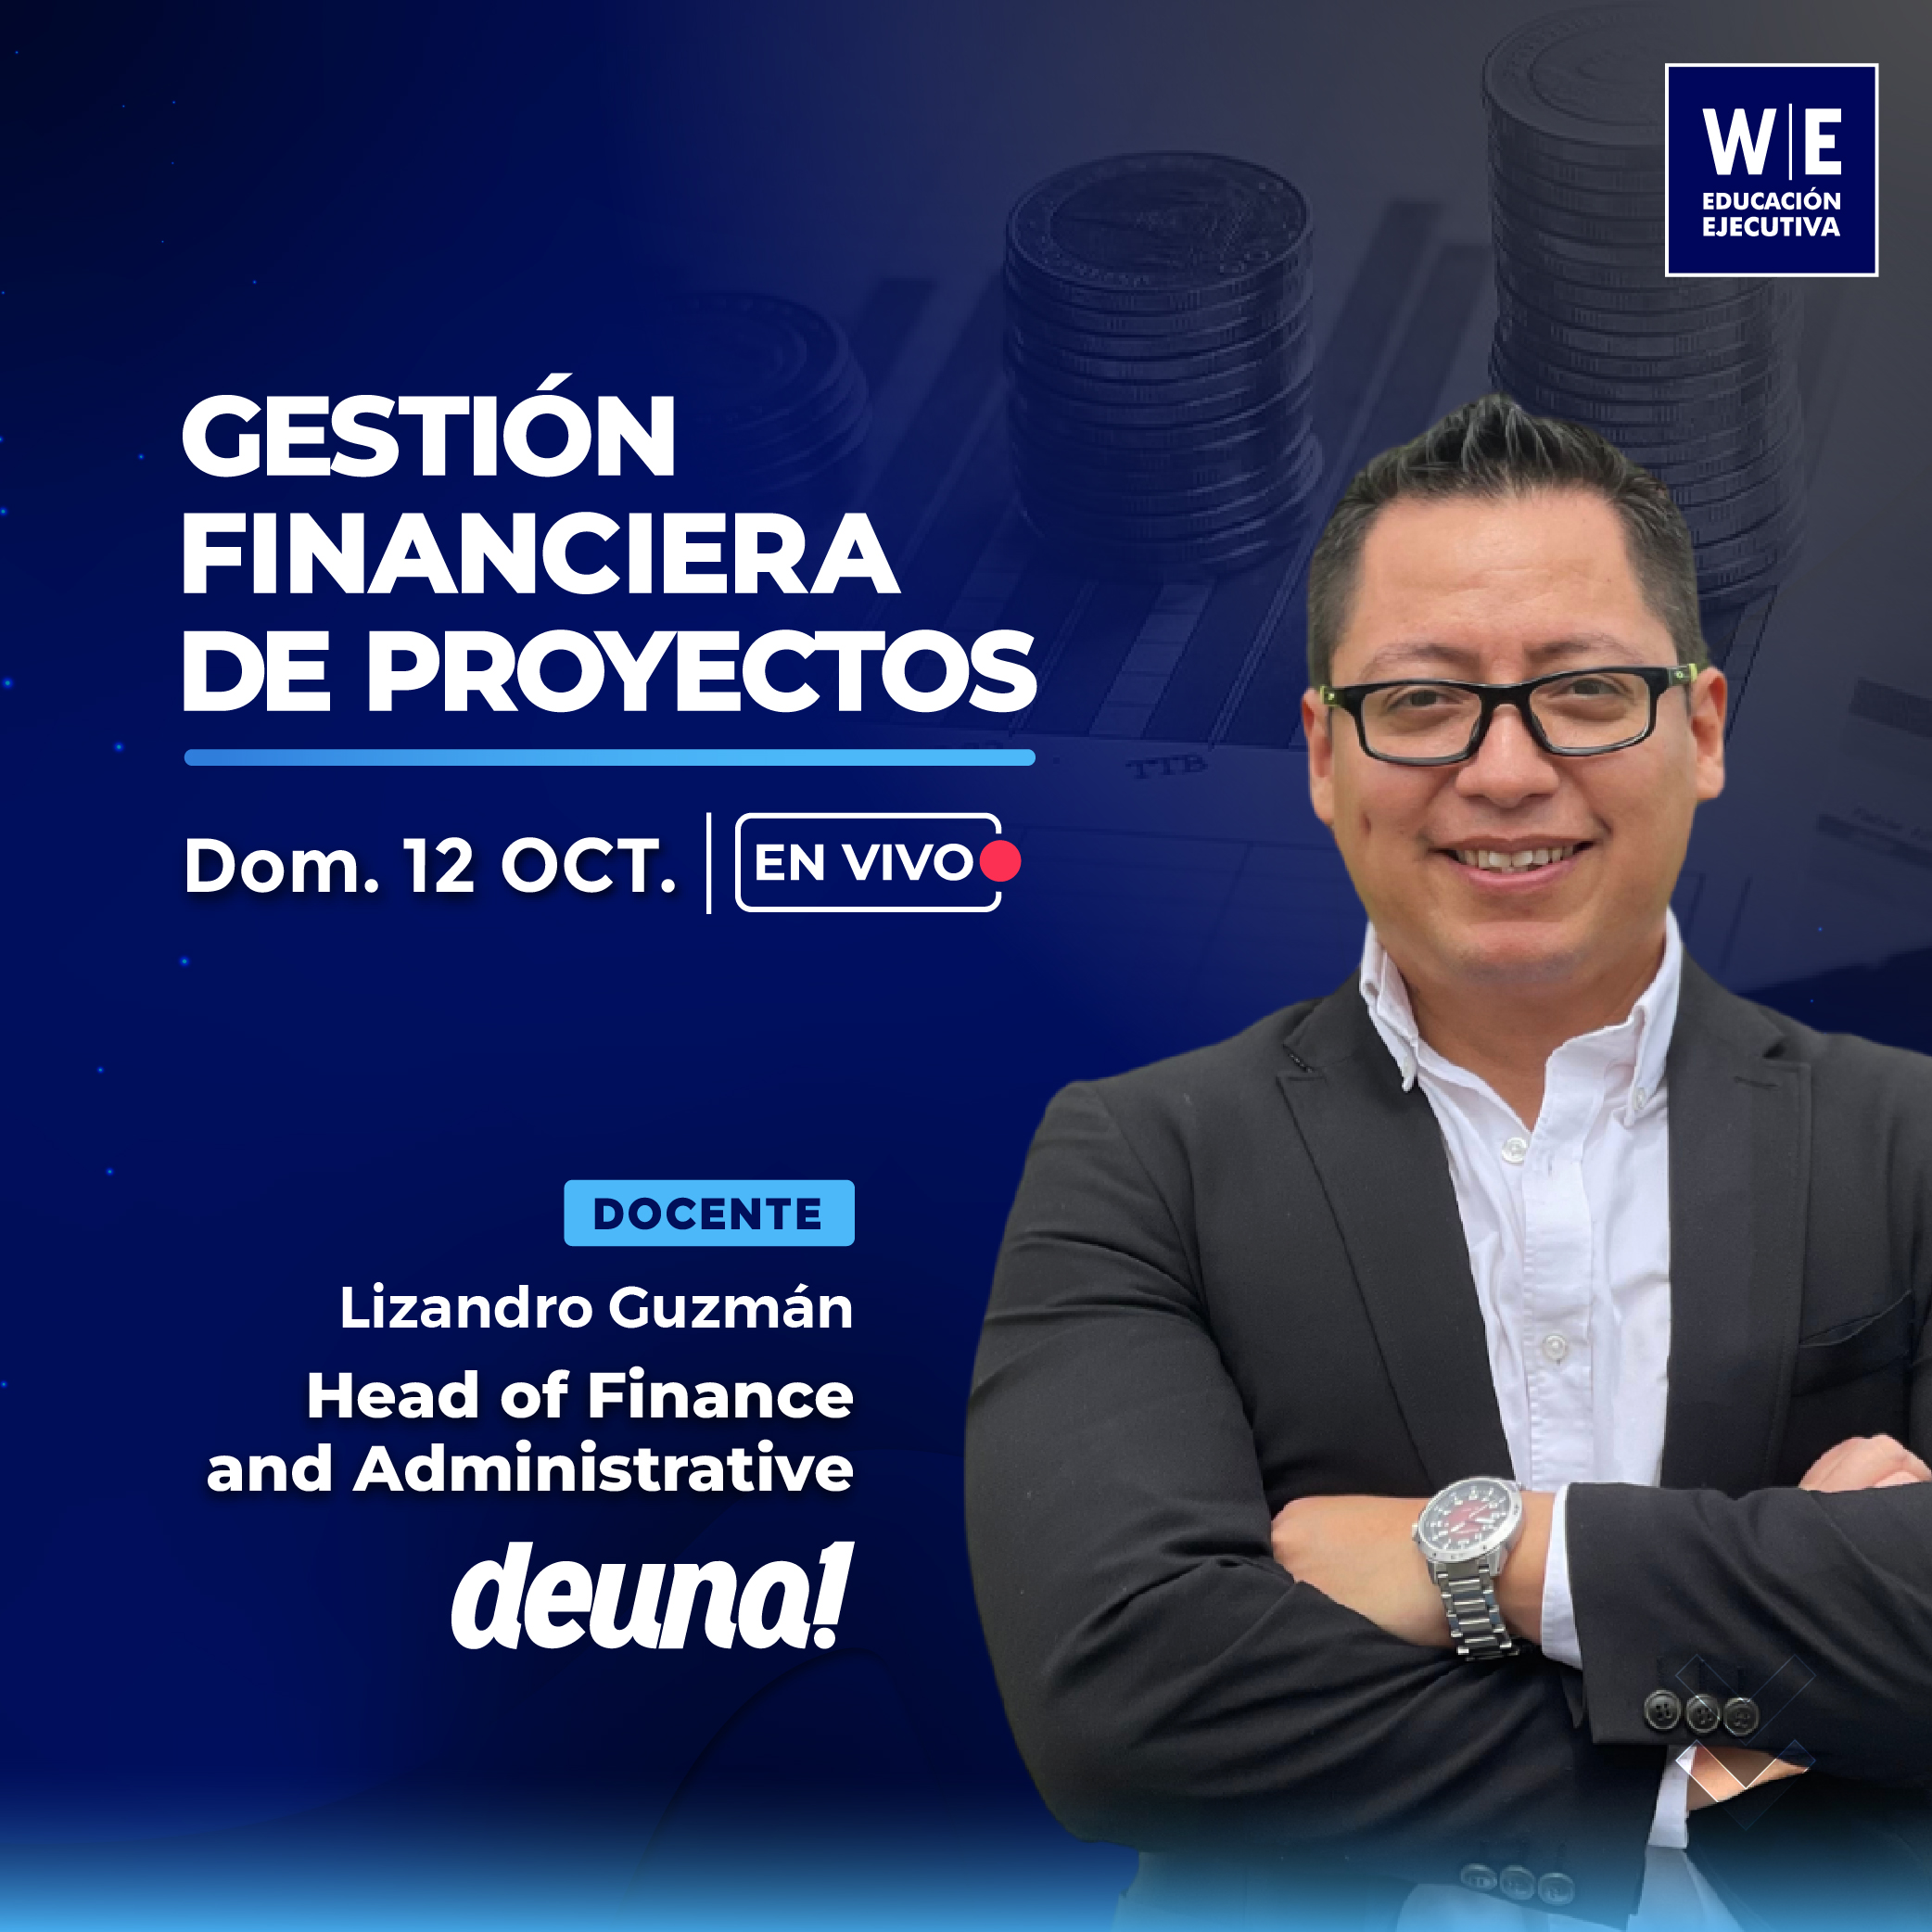 W|E
EDUCACIÓN
EJECUTIVA
GESTIÓN
FINANCIERA
DE PROYECTOS
TTB
Dom. 12 OCT. | EN VIVO
DOCENTE
Lizandro Guzmán
Head of Finance
and Administrative
deuna!